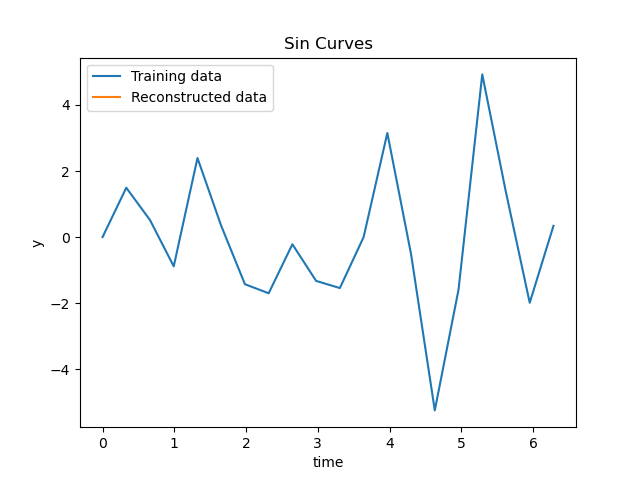 Sin Curves
Training data
Reconstructed data
4
2
0
−2
−4
y
0 1 2 3 4 5 6
time